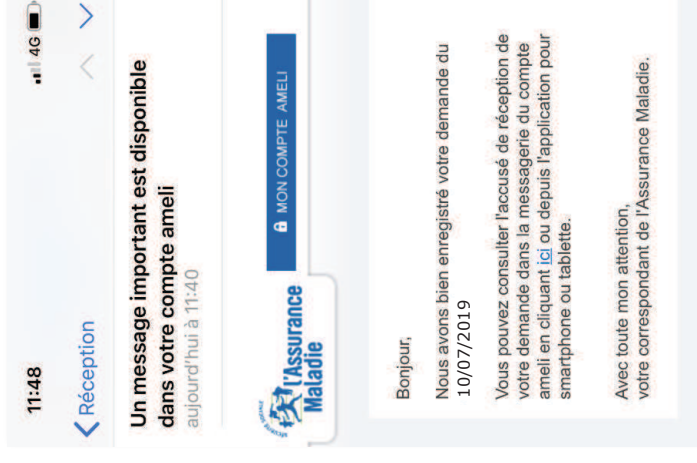 11:48 4G
Réception
Un message important est disponible
dans votre compte ameli
aujourd'hui à 11:40
l'Assurance
Maladie
MON COMPTE AMELI
Bonjour,
Nous avons bien enregistré votre demande du
10/07/2019
Vous pouvez consulter l'accusé de réception de
votre demande dans la messagerie du compte
ameli en cliquant ici ou depuis l'application pour
smartphone ou tablette.
Avec toute mon attention,
votre correspondant de l'Assurance Maladie.